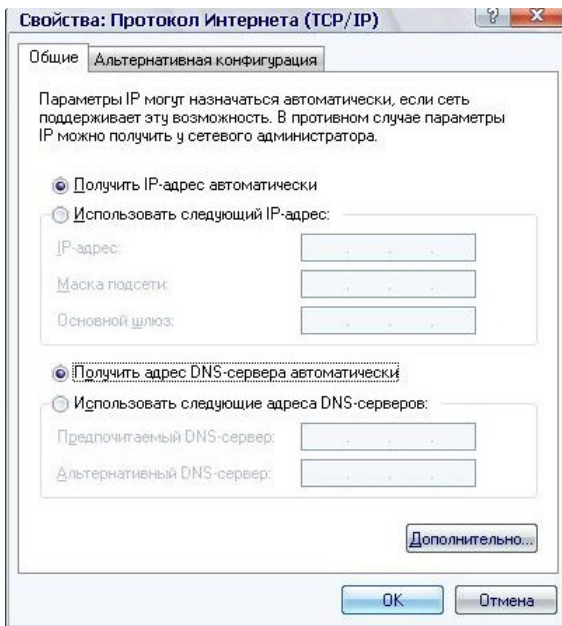 Свойства: Протокол Интернета (TCP/IP)
? X
Общие Альтернативная конфигурация
Параметры IP могут назначаться автоматически, если сеть
поддерживает эту возможность. В противном случае параметры
IP можно получить у сетевого администратора.
Получить IP-адрес автоматически
Использовать следующий IP-адрес:
IP-адрес:
Маска подсети:
Основной шлюз:
Получить адрес DNS-сервера автоматически
Использовать следующие адреса DNS-серверов:
Предпочитаемый DNS-сервер:
Альтернативный DNS-сервер:
Дополнительно...
OK Отмена